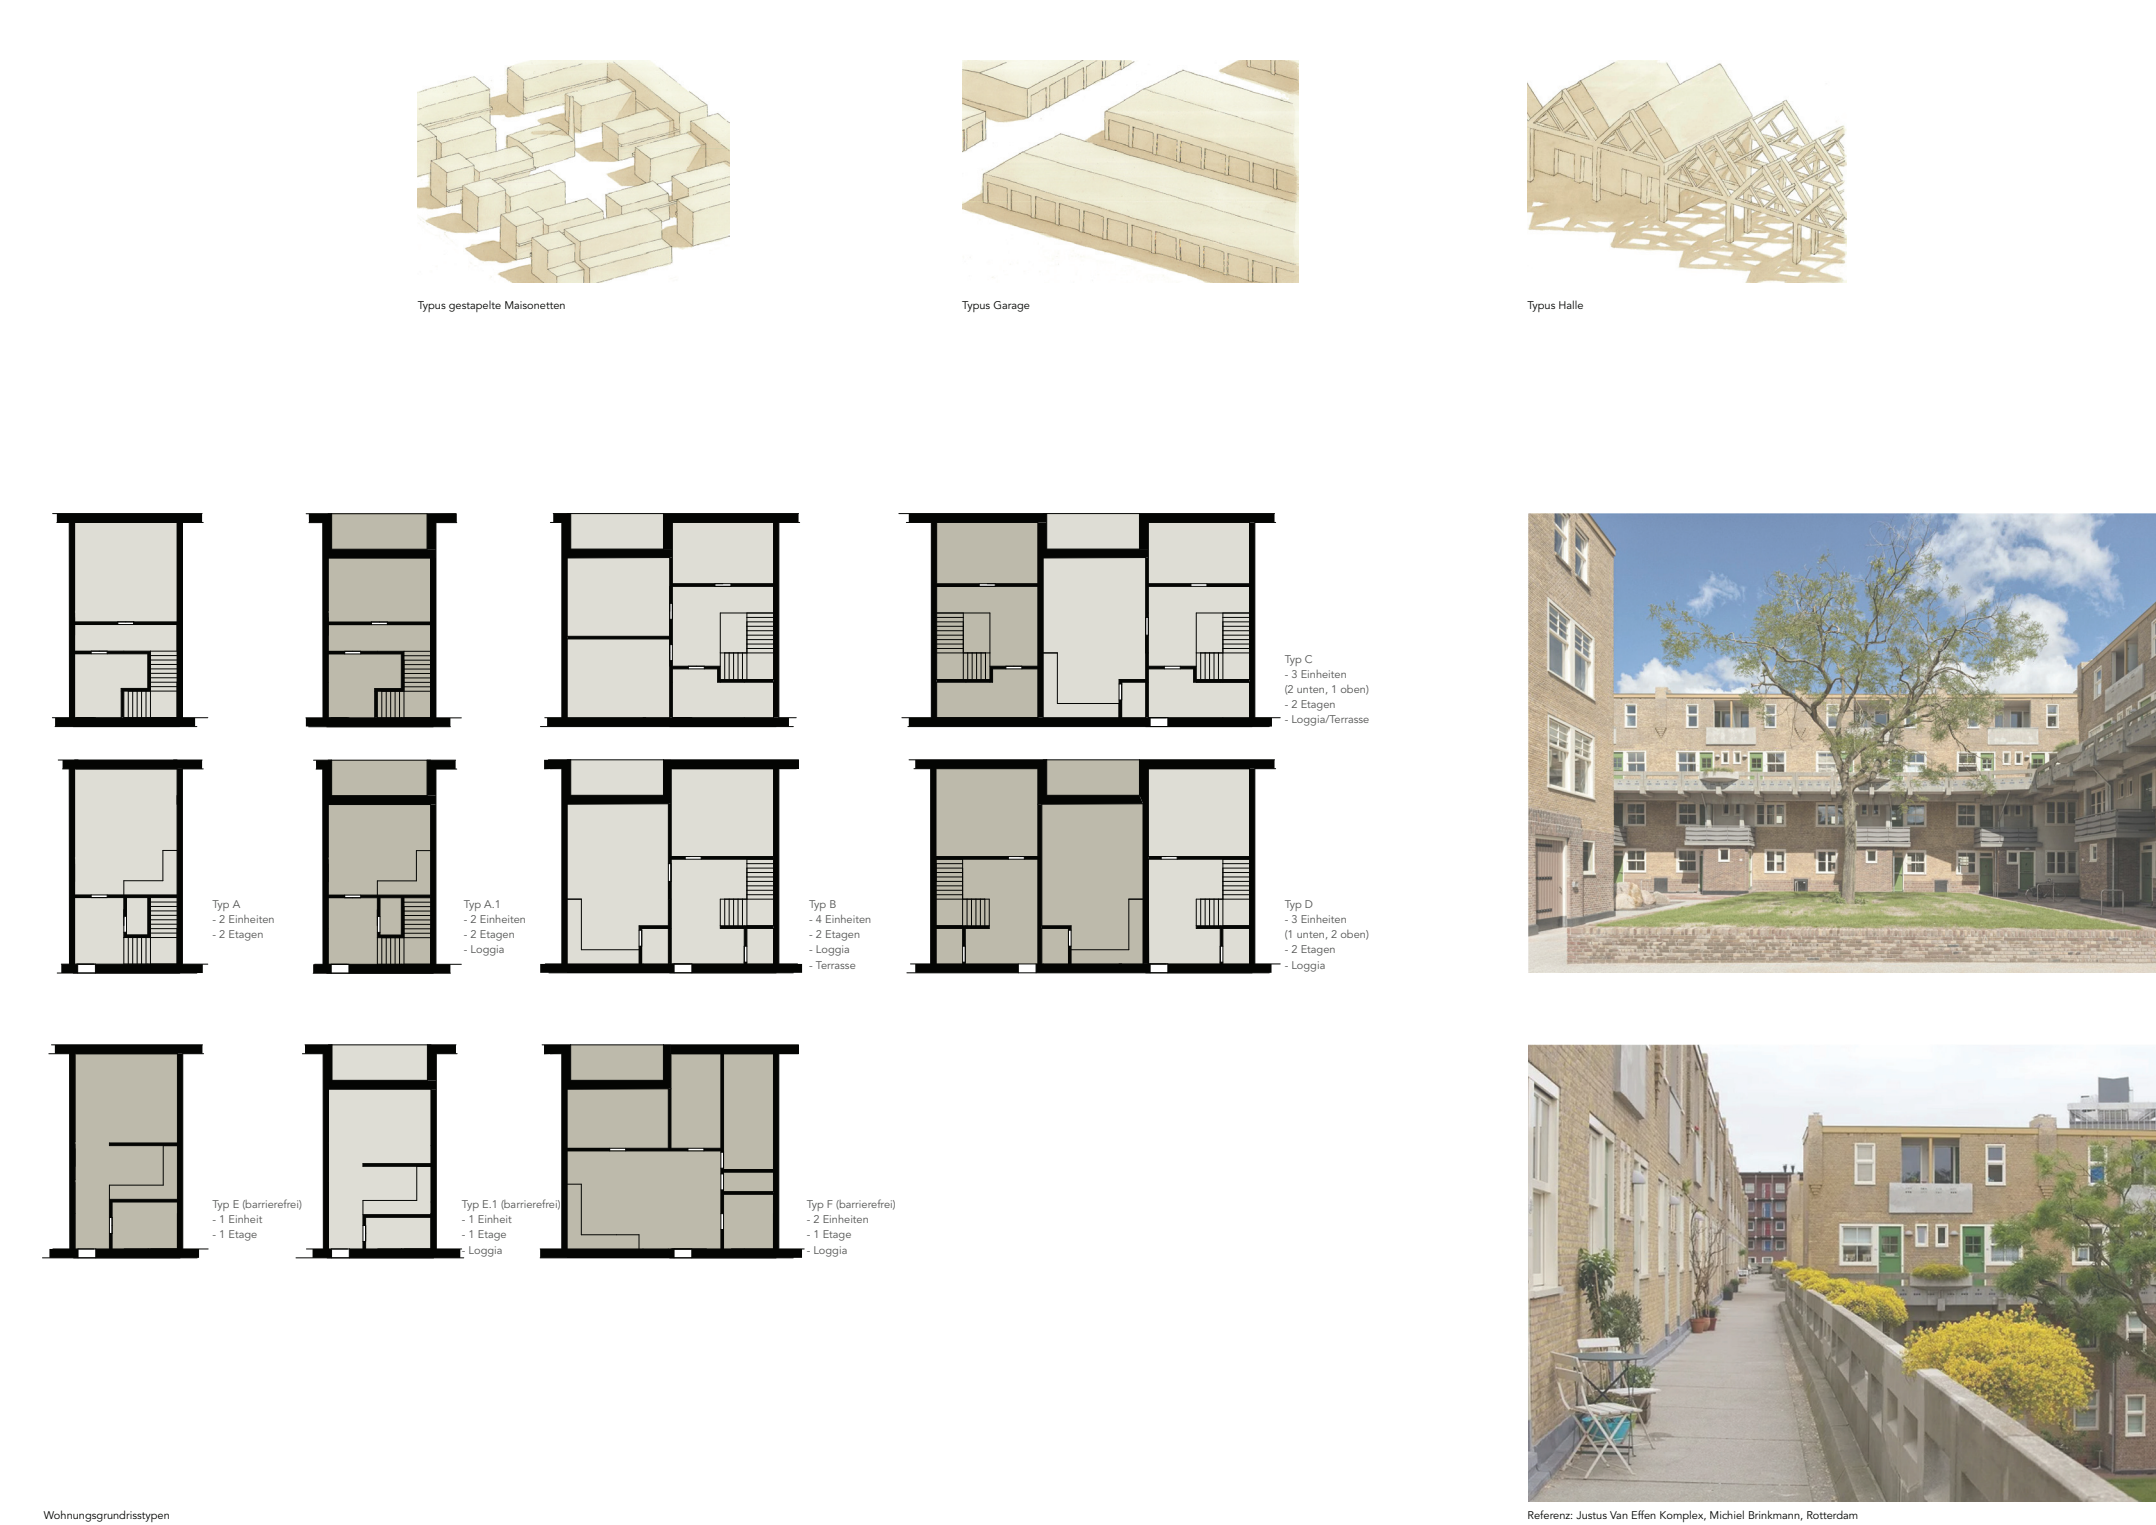 Typus gestapelte Maisonetten
Typus Garage
Typus Halle
Typ C
- 3 Einheiten
(2 unten, 1 oben)
- 2 Etagen
- Loggia/Terrasse
Typ A
- 2 Einheiten
- 2 Etagen
Typ A.1
- 2 Einheiten
- 2 Etagen
- Loggia
Typ B
- 4 Einheiten
- 2 Etagen
- Loggia
- Terrasse
Typ D
- 3 Einheiten
(1 unten, 2 oben)
- 2 Etagen
- Loggia
Typ E (barrierefrei)
- 1 Einheit
- 1 Etage
Typ E.1 (barrierefrei)
- 1 Einheit
- 1 Etage
- Loggia
Typ F (barrierefrei)
- 2 Einheiten
- 1 Etage
- Loggia
Wohnungsgrundrisstypen
Referenz: Justus Van Effen Komplex, Michiel Brinkmann, Rotterdam